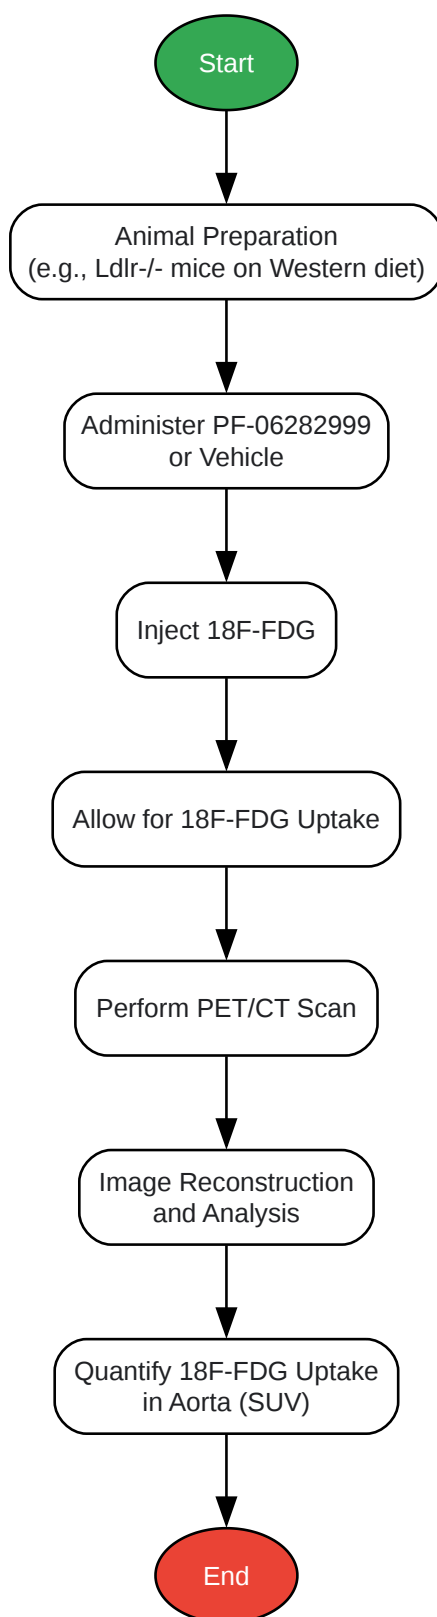 Start
Animal Preparation
(e.g., Ldlr-/- mice on Western diet)
Administer PF-06282999
or Vehicle
Inject 18F-FDG
Allow for 18F-FDG Uptake
Perform PET/CT Scan
Image Reconstruction
and Analysis
Quantify 18F-FDG Uptake
in Aorta (SUV)
End